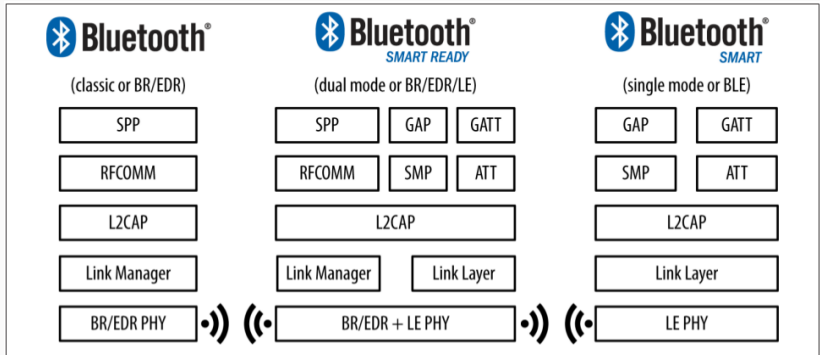 Bluetooth® Bluetooth® Bluetooth®
SMART READY SMART
(classic or BR/EDR) (dual mode or BR/EDR/LE) (single mode or BLE)
SPP SPP GAP GATT GAP GATT
RFCOMM RFCOMM SMP ATT SMP ATT
L2CAP L2CAP L2CAP
Link Manager Link Manager Link Layer Link Layer
BR/EDR PHY BR/EDR + LE PHY LE PHY